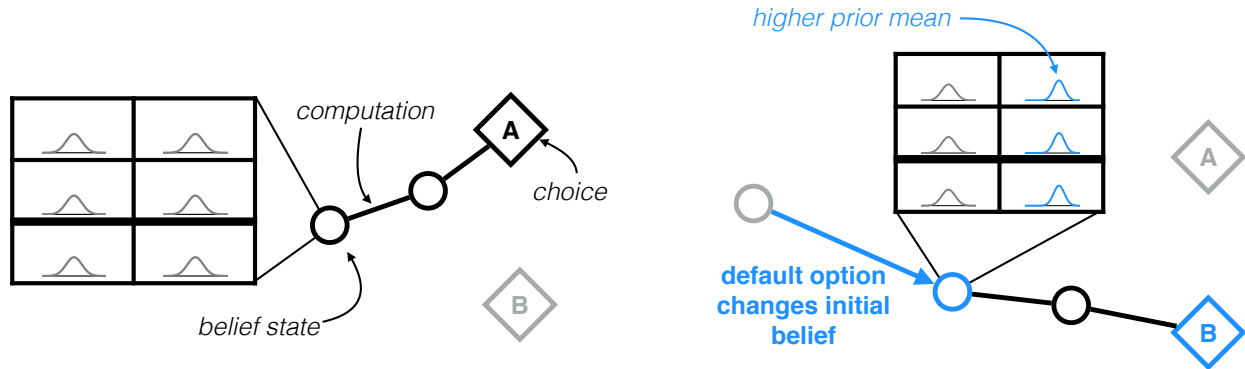 computation
A
choice
belief state
B
higher prior mean
A
default option
changes initial
belief
B